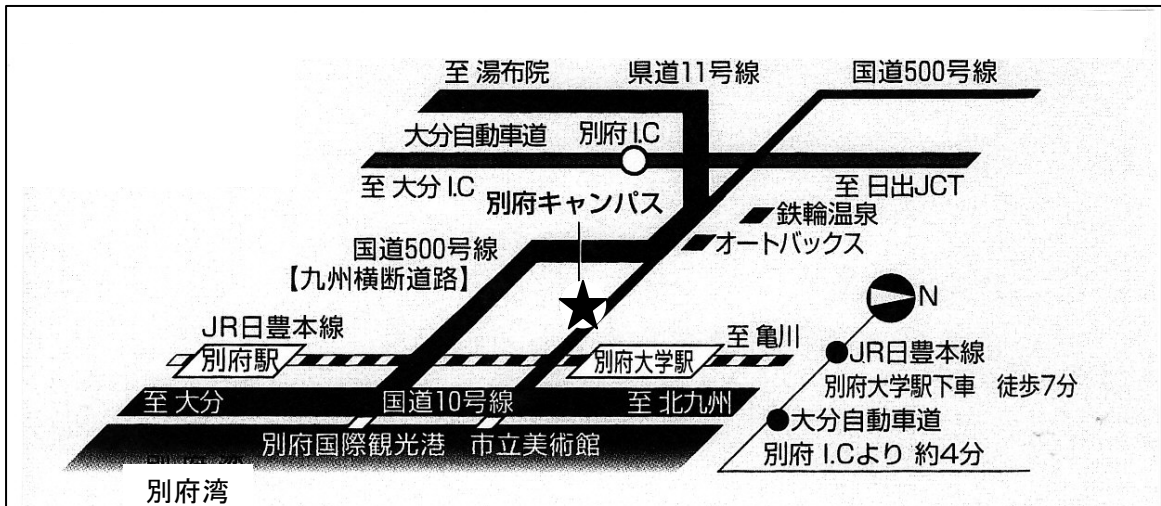 至 湯布院
県道11号線
国道500号線
大分自動車道
別府 I.C
至 大分 I.C
至 日出JCT
別府キャンパス
鉄輪温泉
オートバックス
国道500号線
【九州横断道路】
N
JR日豊本線
別府駅
別府大学駅
至 亀川
JR日豊本線
別府大学駅下車 徒歩7分
至 大分
国道10号線
至 北九州
大分自動車道
別府 I.Cより 約4分
別府国際観光港
市立美術館
別府湾